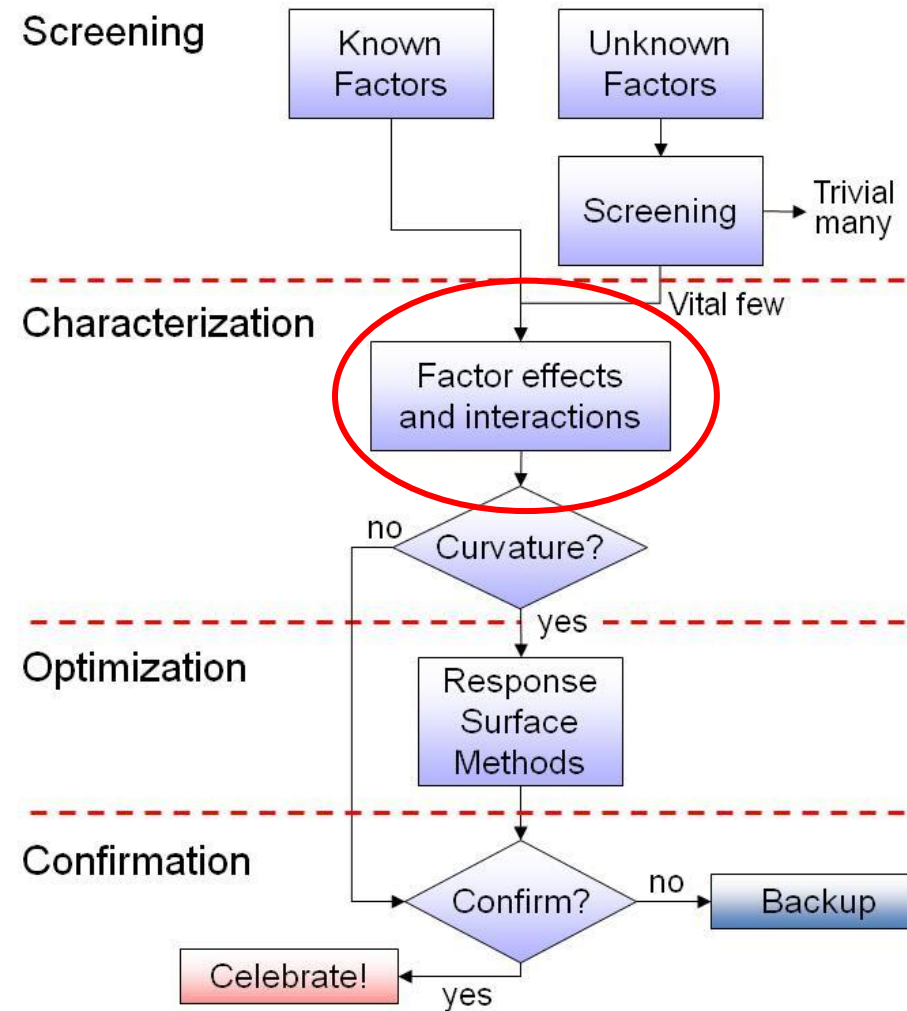 Screening
Known
Factors
Unknown
Factors
Screening
Trivial
many
Vital few
Characterization
Factor effects
and interactions
no
Curvature?
yes
Optimization
Response
Surface
Methods
Confirmation
Confirm?
no
Backup
Celebrate!
yes